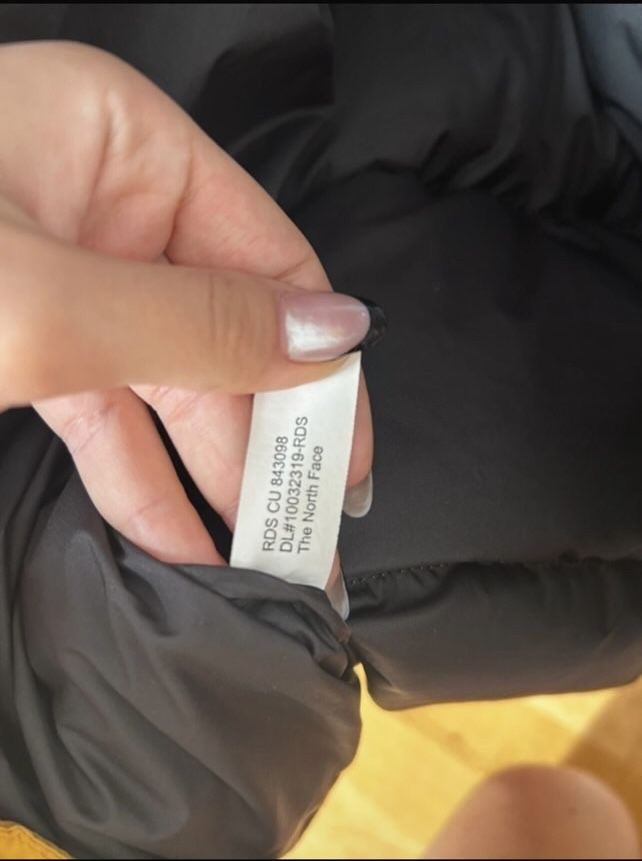 RDS CU 843098
DL#10032319-RDS
The North Face